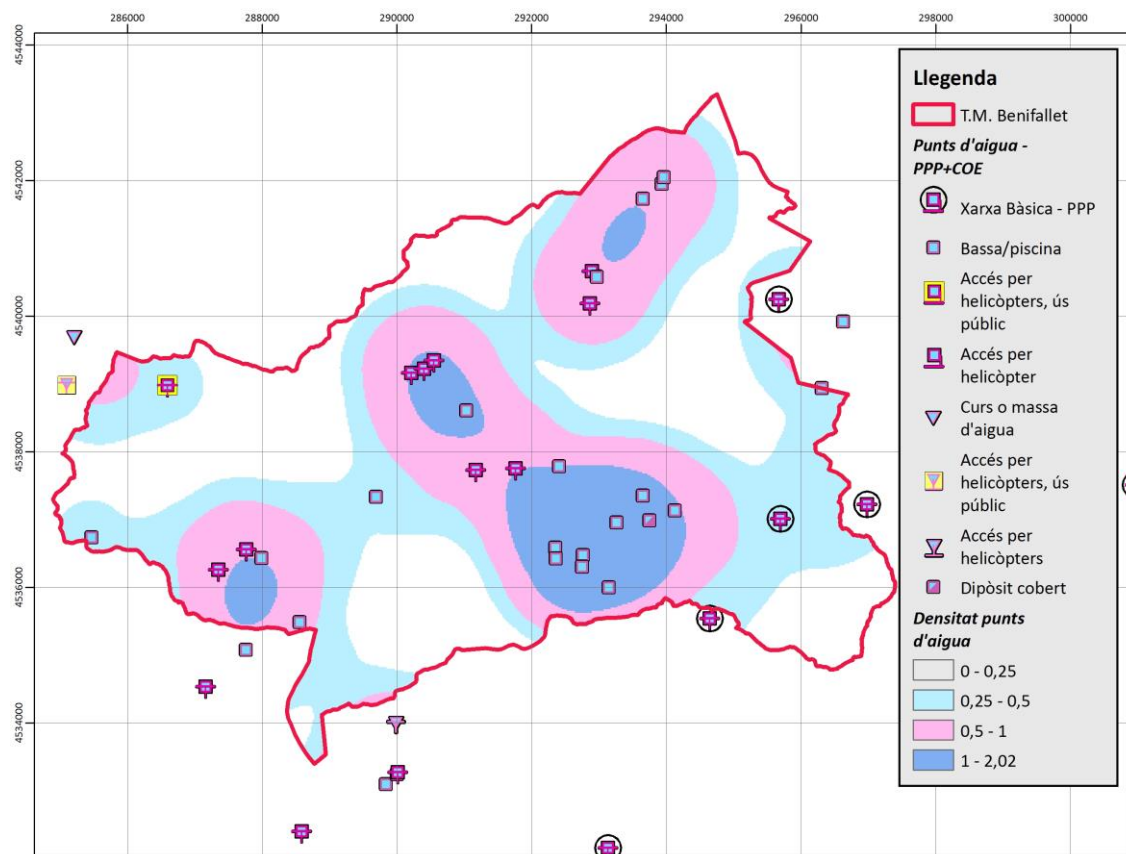 286000 288000 290000 292000 294000 296000 298000 300000
4544000
4542000
4540000
4538000
4536000
4534000
Llegenda
T.M. Benifallet
Punts d'aigua -
PPP+COE
Xarxa Bàsica - PPP
Bassa/piscina
Accés per
helicòpters, ús
públic
Accés per
helicòpter
Curs o massa
d'aigua
Accés per
helicòpters, ús
públic
Accés per
helicòpters
Dipòsit cobert
Densitat punts
d'aigua
0 - 0,25
0,25 - 0,5
0,5 - 1
1 - 2,02